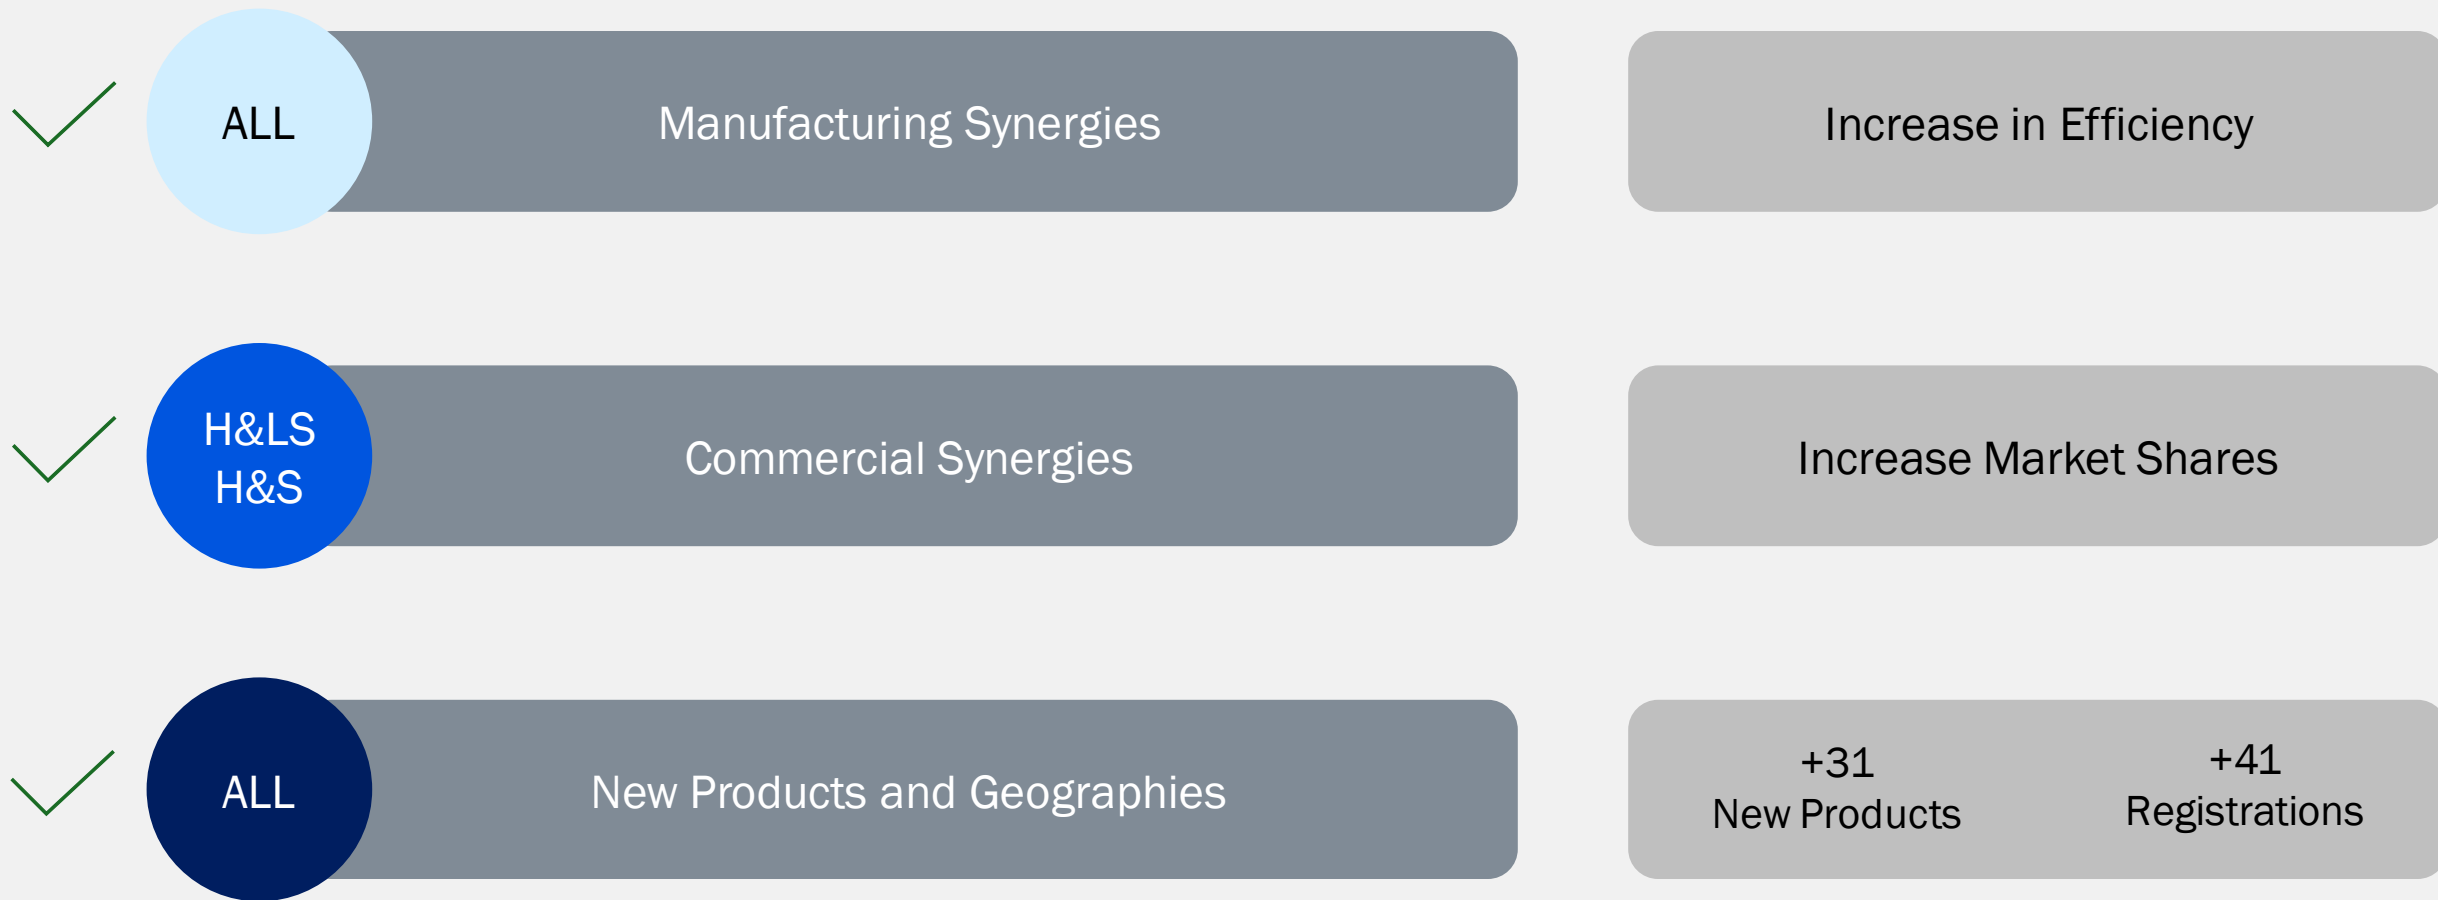 ALL
Manufacturing Synergies
Increase in Efficiency
H&LS
H&S
Commercial Synergies
Increase Market Shares
ALL
New Products and Geographies
+31
New Products
+41
Registrations